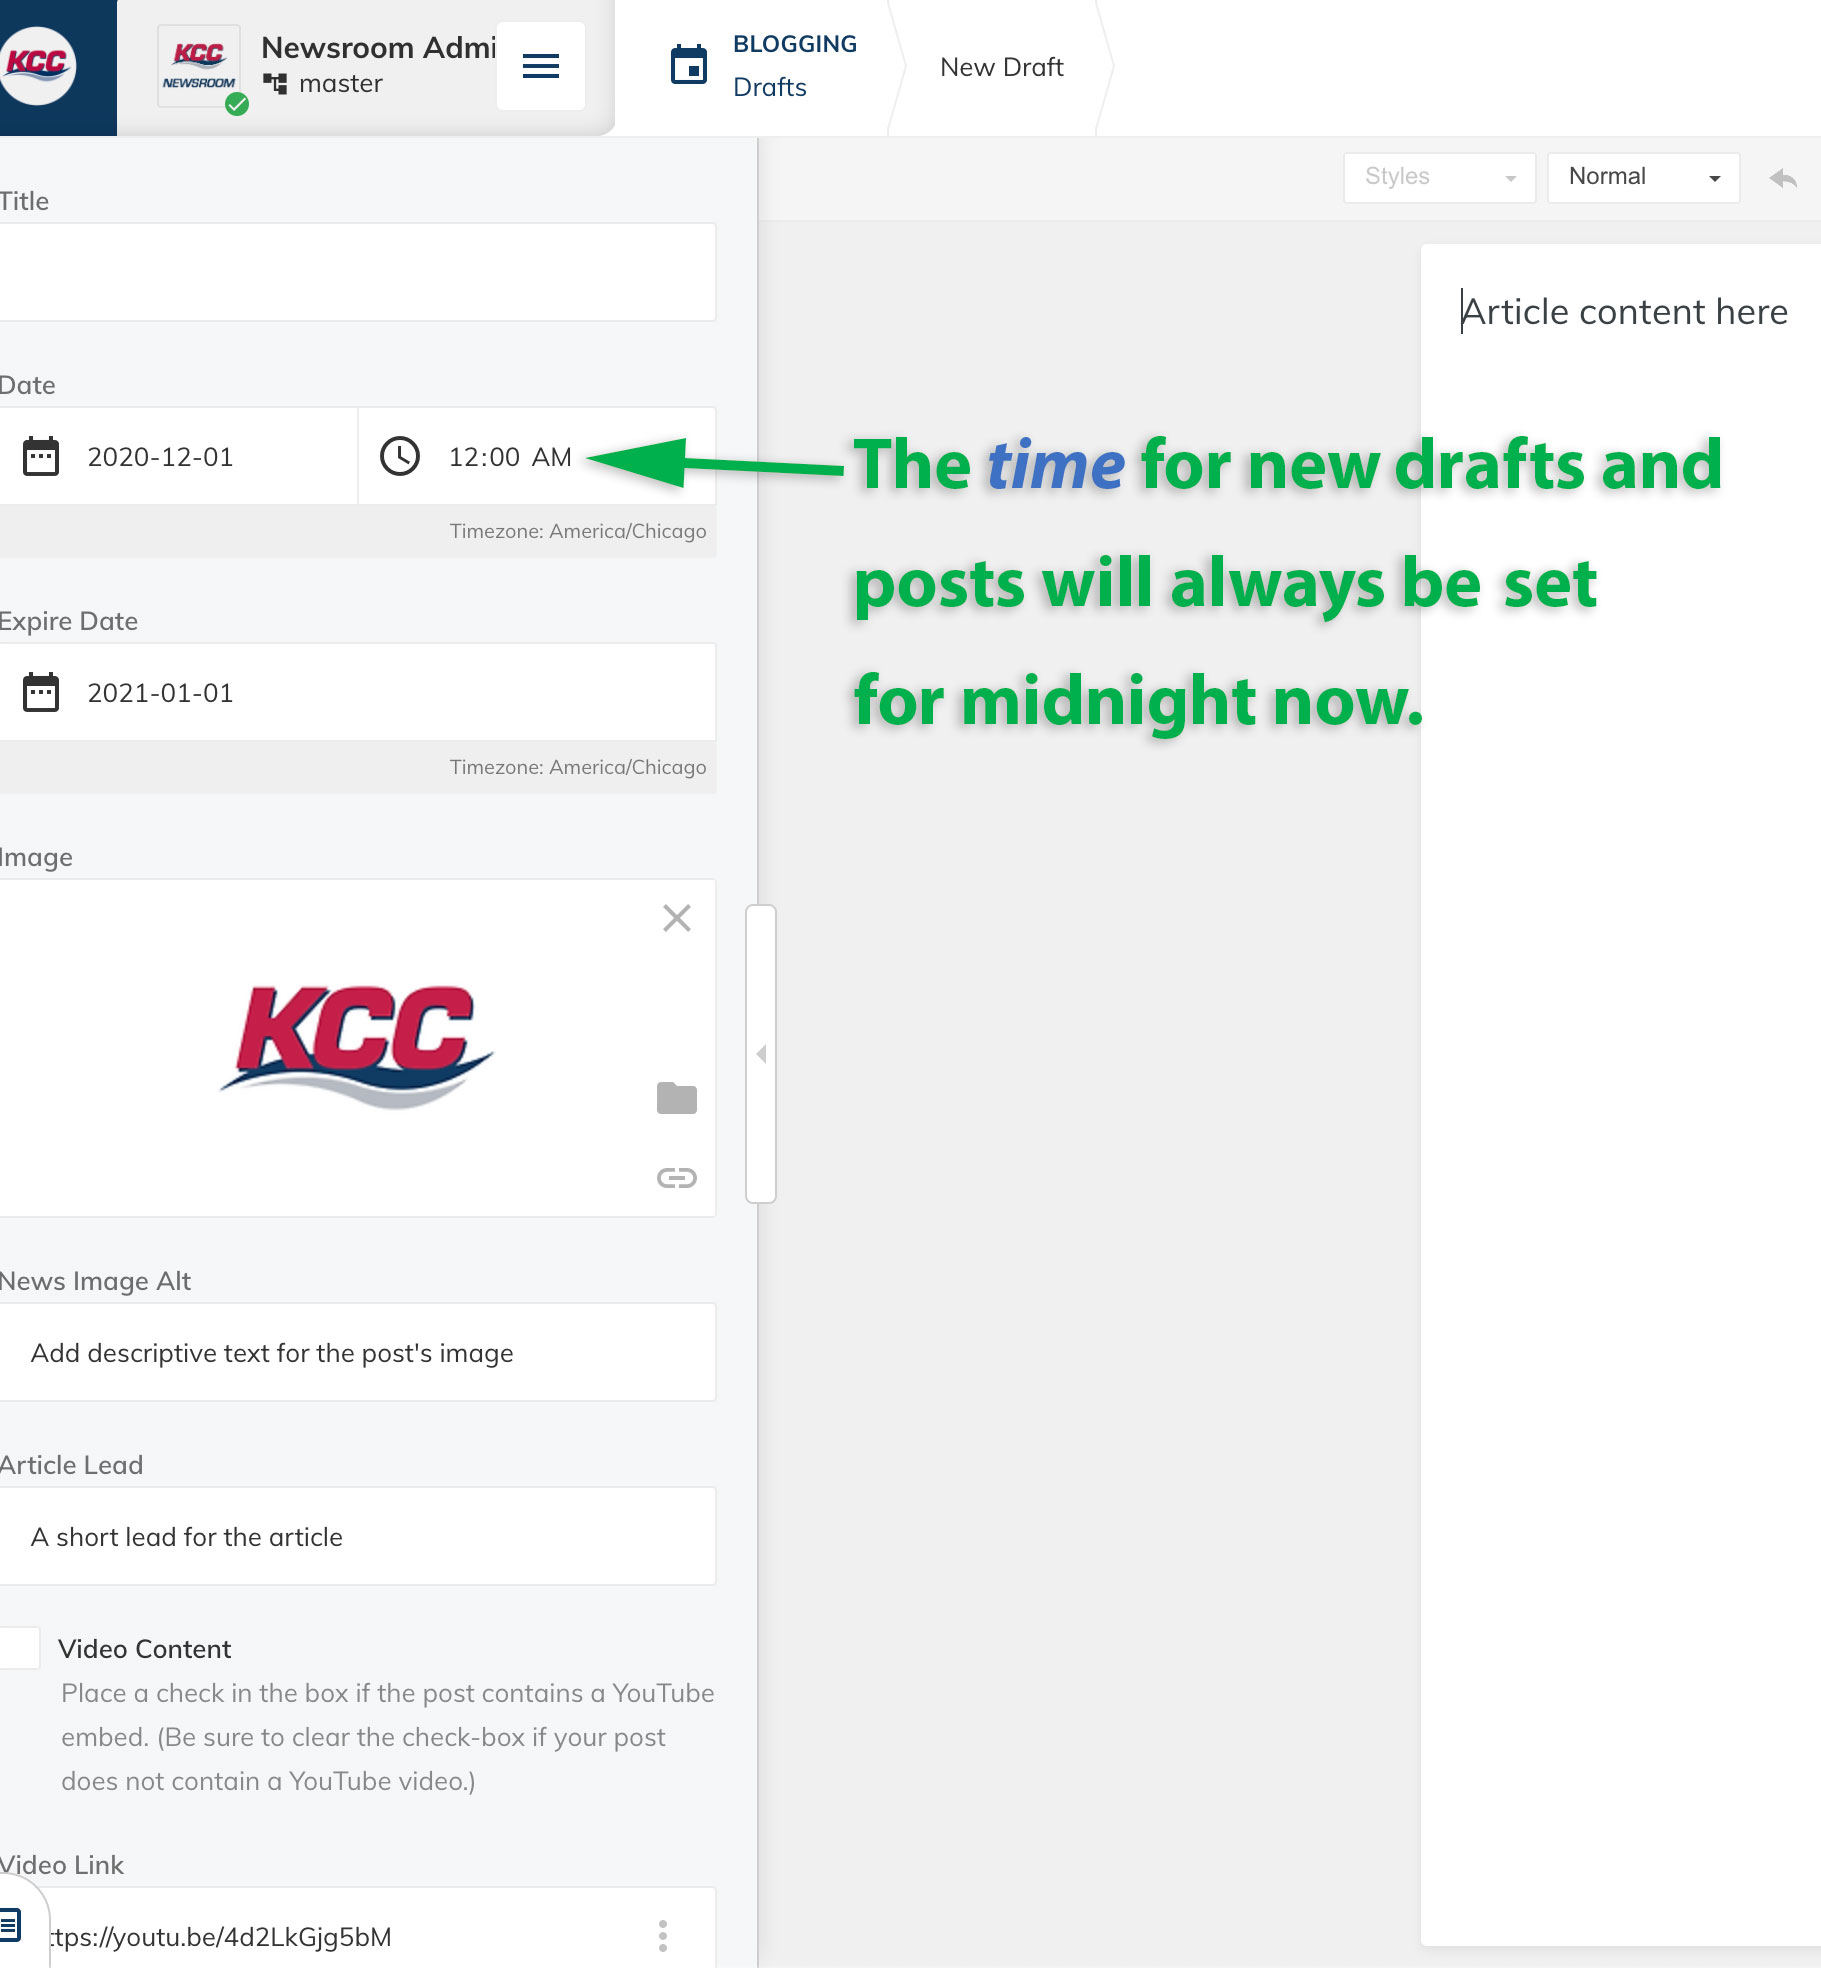 KCC
KCC
NEWSROOM
Newsroom Admi
master
BLOGGING
Drafts
New Draft
Styles
Normal
Title
Article content here
Date
2020-12-01
12:00 AM
Timezone: America/Chicago
The time for new drafts and
posts will always be set
for midnight now.
Expire Date
2021-01-01
Timezone: America/Chicago
Image
KCC
News Image Alt
Add descriptive text for the post's image
Article Lead
A short lead for the article
Video Content
Place a check in the box if the post contains a YouTube
embed. (Be sure to clear the check-box if your post
does not contain a YouTube video.)
Video Link
ttps://youtu.be/4d2LkGjg5bM